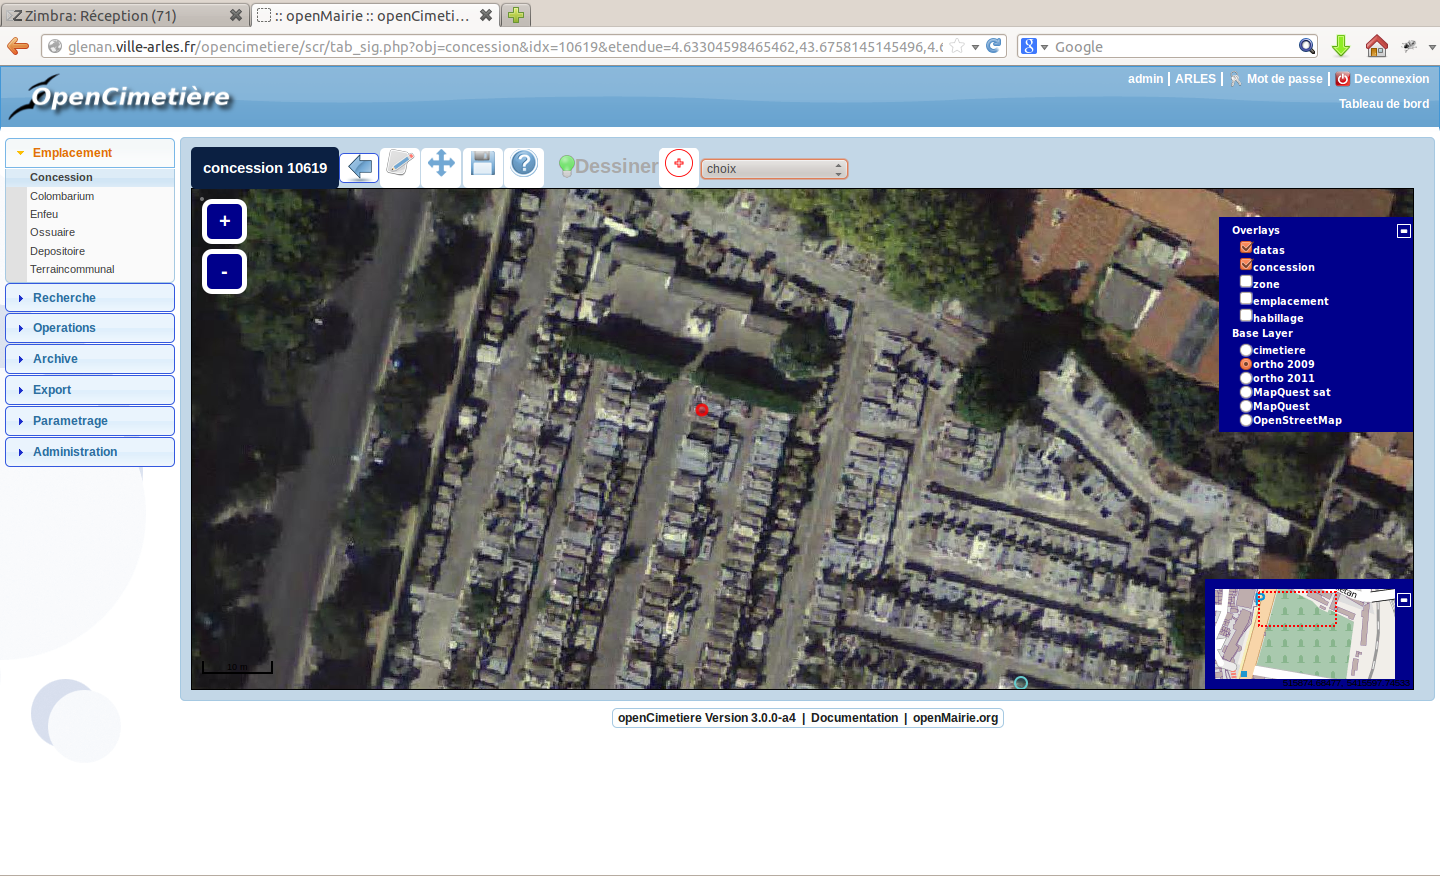 Zimbra: Réception (71)
:: openMairie :: openCimeti...
glenan.ville-arles.fr/opencimetiere/scr/tab_sig.php?obj=concession&idx=10619&etendue=4.63304598465462,43.6758145145496,4.6
Google
OpenCimetière
admin | ARLES | Mot de passe | Deconnexion
Tableau de bord
Emplacement
Concession
Colombarium
Enfeu
Ossuaire
Depositoire
Terraincommunal
Recherche
Operations
Archive
Export
Parametrage
Administration
concession 10619
Dessiner
choix
+
-
Overlays
datas
concession
zone
emplacement
habillage
Base Layer
cimetiere
ortho 2009
ortho 2011
MapQuest sat
MapQuest
OpenStreetMap
10 m
P
openCimetiere Version 3.0.0-a4 | Documentation | openMairie.org